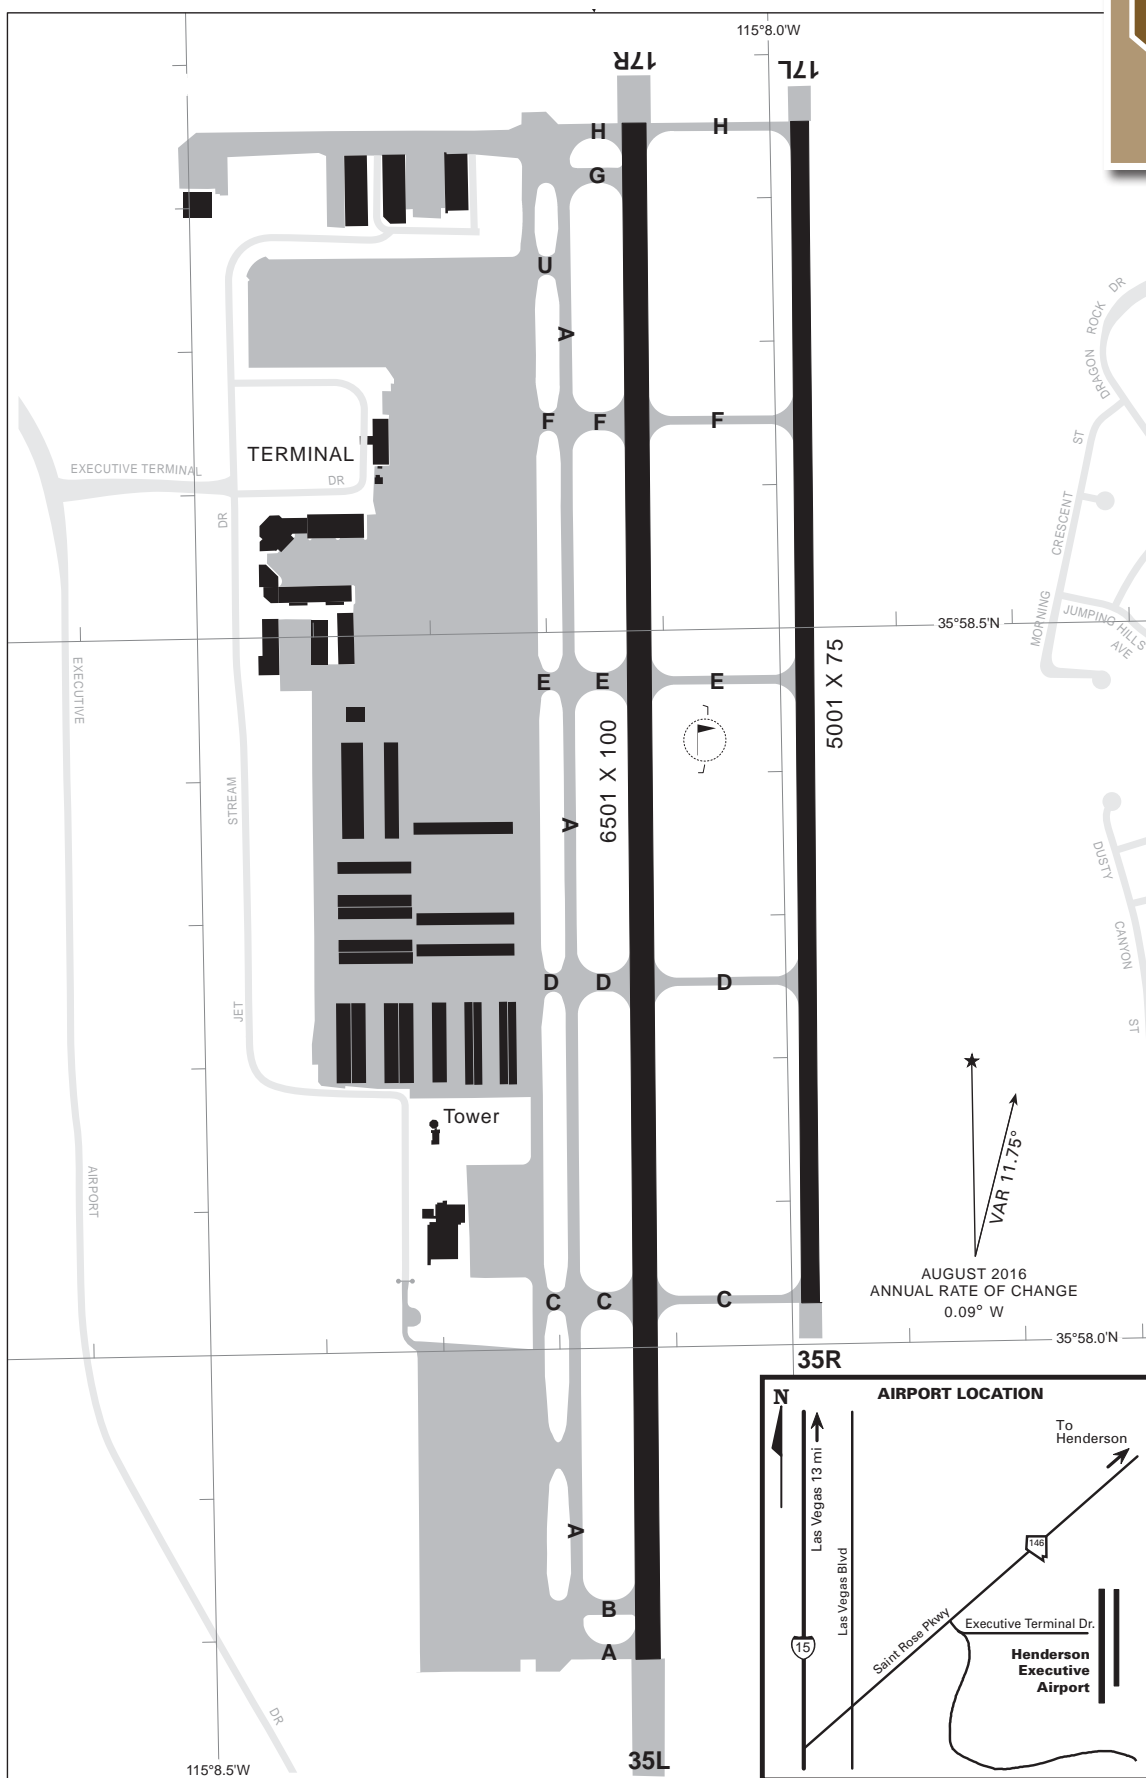 115°8.0'W
17R
17L
H
H
G
U
A
F
F
F
TERMINAL
EXECUTIVE TERMINAL
DR
DR
DRAGON ROCK DR
MORNING CRESCENT ST
JUMPING HILLS
AVE
35°58.5'N
EXECUTIVE
E
E
E
6501 X 100
5001 X 75
A
STREAM
JET
DUSTY CANYON ST
D
D
D
Tower
AIRPORT
VAR 11.75°
AUGUST 2016
ANNUAL RATE OF CHANGE
0.09° W
C
C
C
35°58.0'N
35R
A
B
A
DR
115°8.5'W
35L
AIRPORT LOCATION
N
To
Henderson
Las Vegas 13 mi
Las Vegas Blvd
146
Saint Rose Pkwy
Executive Terminal Dr.
15
Henderson
Executive
Airport